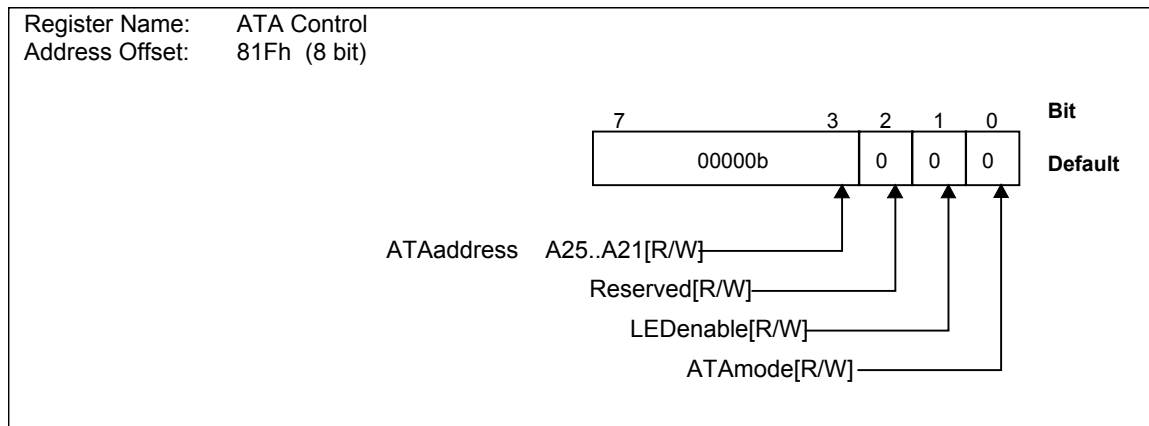 Register Name: ATA Control
Address Offset: 81Fh (8 bit)
7 3 2 1 0 Bit
00000b 0 0 0 Default
ATAaddress A25..A21[R/W]
Reserved[R/W]
LEDenable[R/W]
ATAmode[R/W]